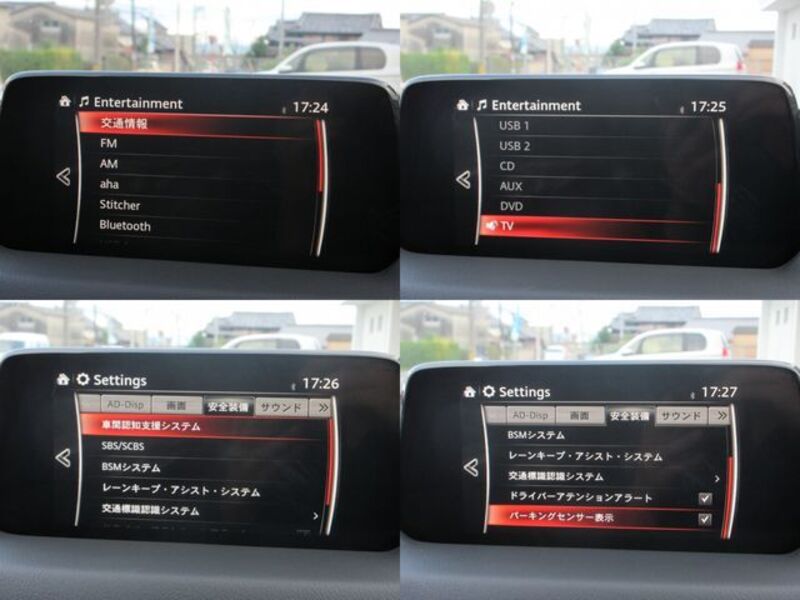 Entertainment 17:24
交通情報
FM
AM
aha
Stitcher
Bluetooth
Entertainment 17:25
USB 1
USB 2
CD
AUX
DVD
TV
Settings 17:26
AD-Disp 画面 安全装備 サウンド
車間認知支援システム
SBS/SCBS
BSMシステム
レーンキープ・アシスト・システム
交通標識認識システム
Settings 17:27
AD-Disp 画面 安全装備 サウンド
BSMシステム
レーンキープ・アシスト・システム
交通標識認識システム
ドライバーアテンションアラート
パーキングセンサー表示